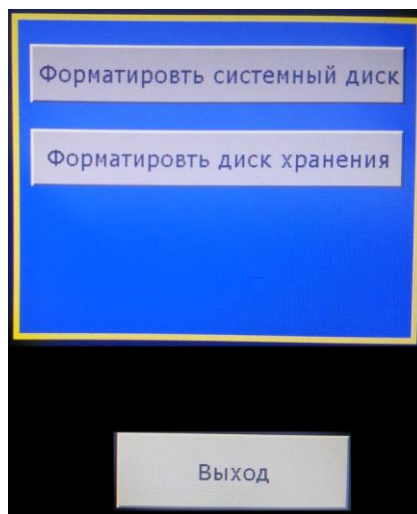 Форматировть системный диск
Форматировть диск хранения
Выход